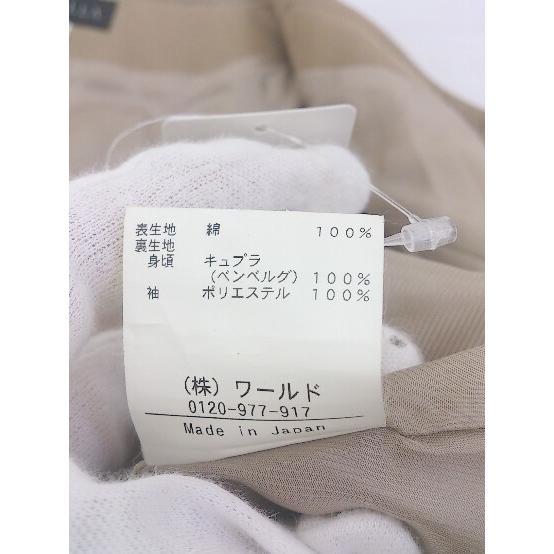 表生地 綿 100%
裏生地
身頃 キュプラ
(ベンベルグ) 100%
袖 ポリエステル 100%
(株) ワールド
0120-977-917
Made in Japan